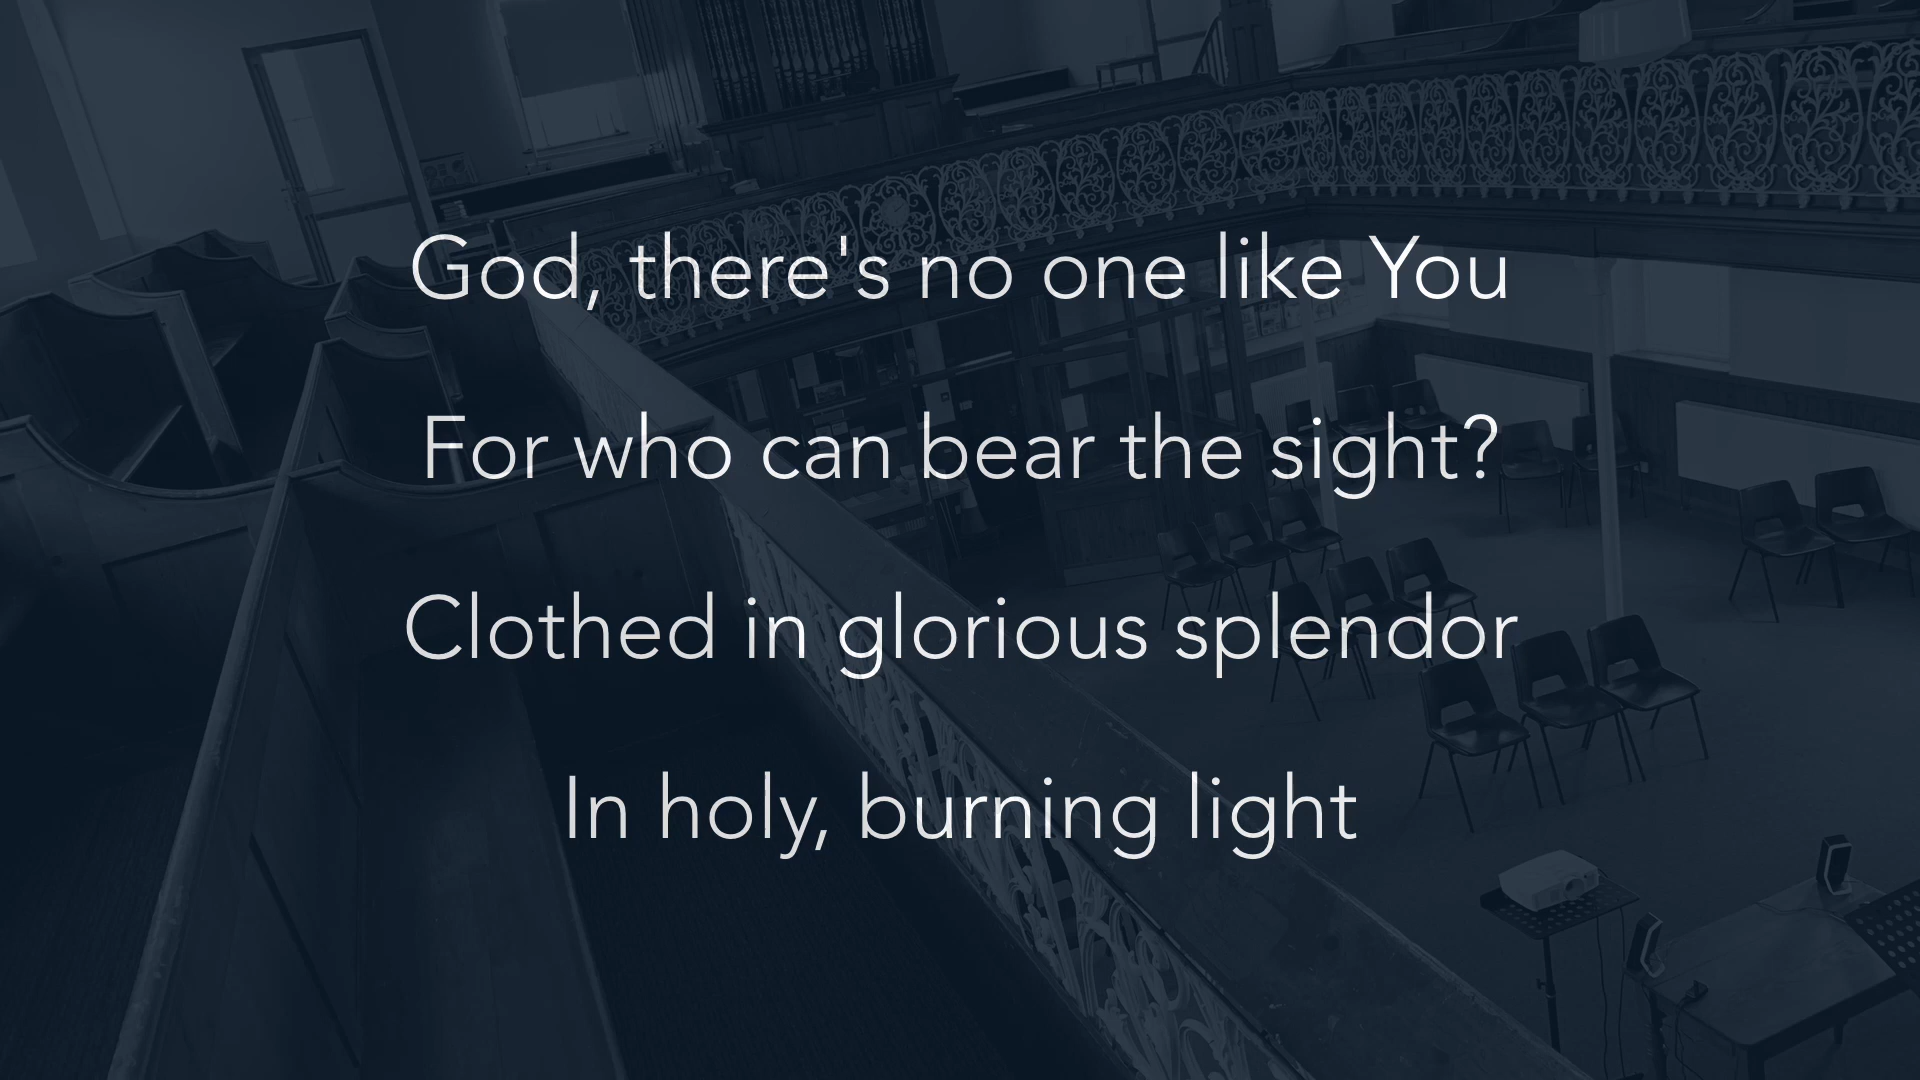 God, there's no one like You
For who can bear the sight?
Clothed in glorious splendor
In holy, burning light